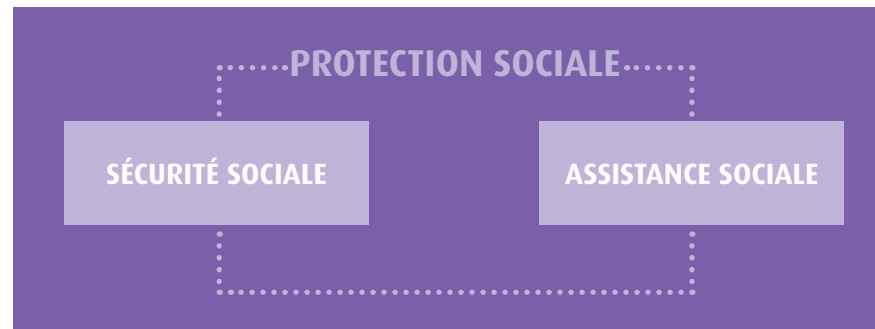 PROTECTION SOCIALE
SÉCURITÉ SOCIALE
ASSISTANCE SOCIALE